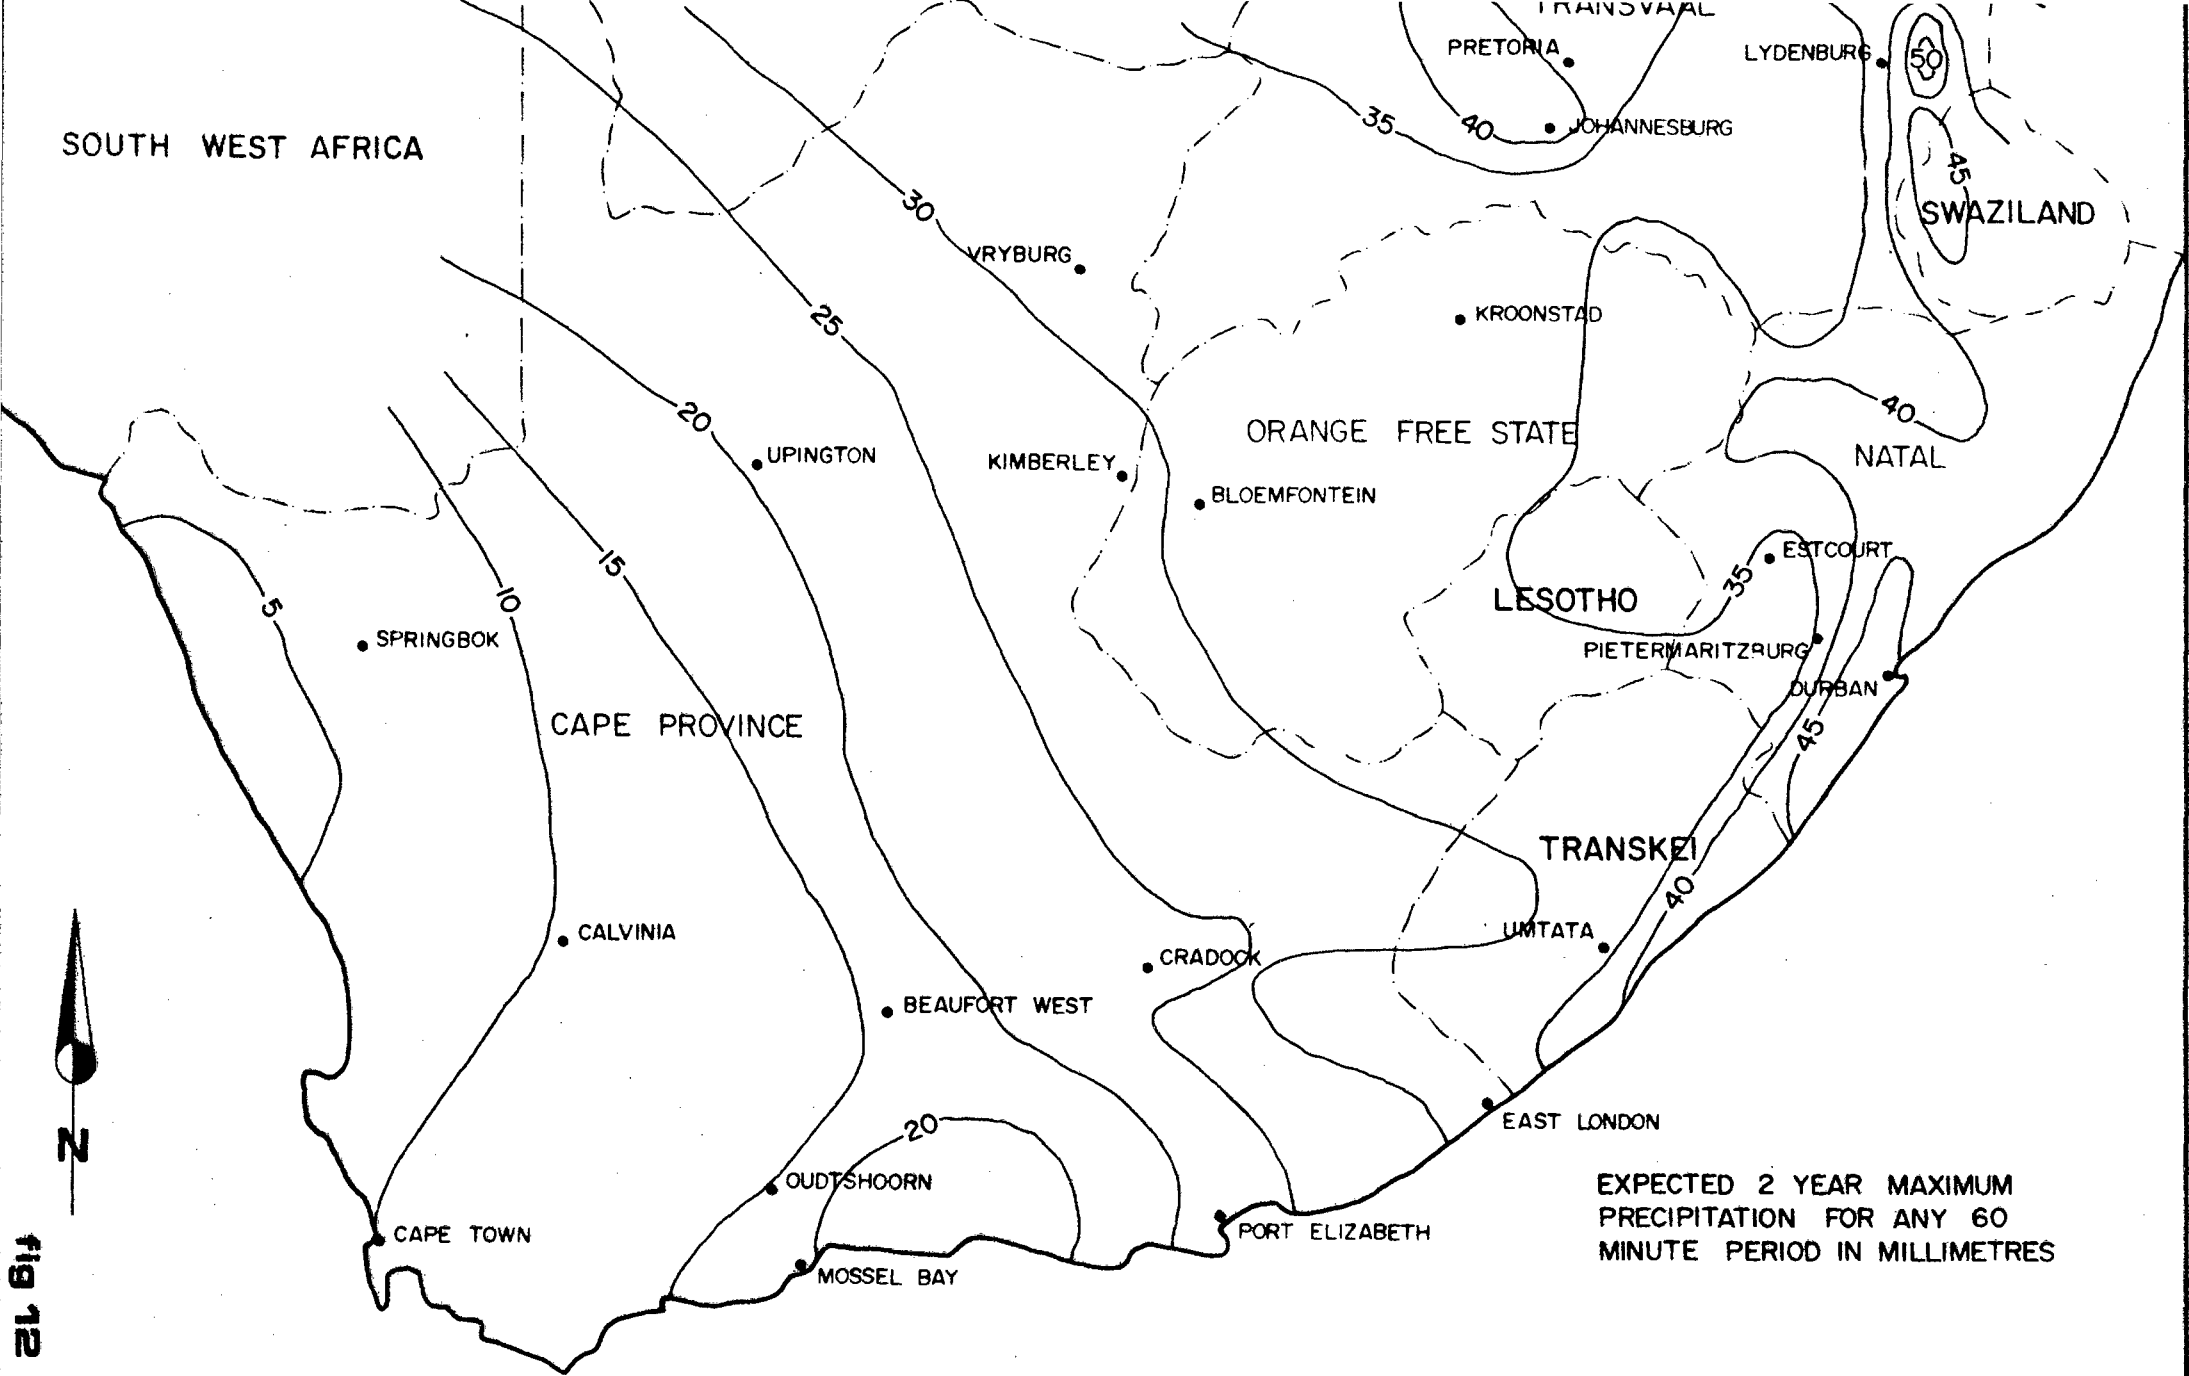 TRANSVAAL
PRETORIA
LYDENBURG
50
35
40
JOHANNESBURG
SOUTH WEST AFRICA
45
30
SWAZILAND
VRYBURG
25
KROONSTAD
20
40
ORANGE FREE STATE
UPINGTON
KIMBERLEY
NATAL
BLOEMFONTEIN
15
ESTCOURT
35
10
5
LESOTHO
SPRINGBOK
PIETERMARITZBURG
DURBAN
CAPE PROVINCE
45
TRANSKEI
40
CALVINIA
UMTATA
CRADOCK
BEAUFORT WEST
EAST LONDON
20
N
OUDTSHOORN
EXPECTED 2 YEAR MAXIMUM
PRECIPITATION FOR ANY 60
MINUTE PERIOD IN MILLIMETRES
CAPE TOWN
PORT ELIZABETH
MOSSEL BAY
fig 12